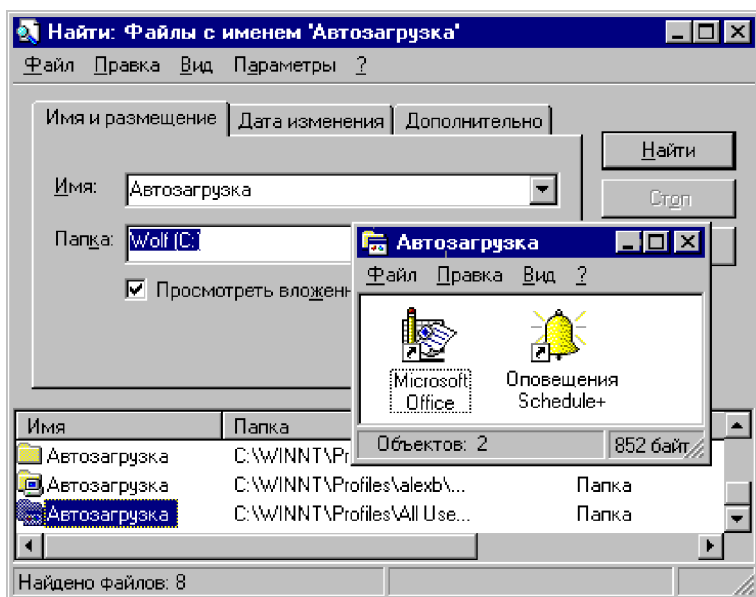 Найти: Файлы с именем 'Автозагрузка'
Файл Правка Вид Параметры ?
Имя и размещение Дата изменения Дополнительно
Найти
Имя: Автозагрузка
Стоп
Папка: Wolf (C:)
Просмотреть вложенн
Автозагрузка
Файл Правка Вид ?
Microsoft Office
Оповещения Schedule+
Объектов: 2 852 байт
Имя Папка
Автозагрузка C:\WINNT\Pr
Автозагрузка C:\WINNT\Profiles\alexb\... Папка
Автозагрузка C:\WINNT\Profiles\All Use... Папка
Найдено файлов: 8